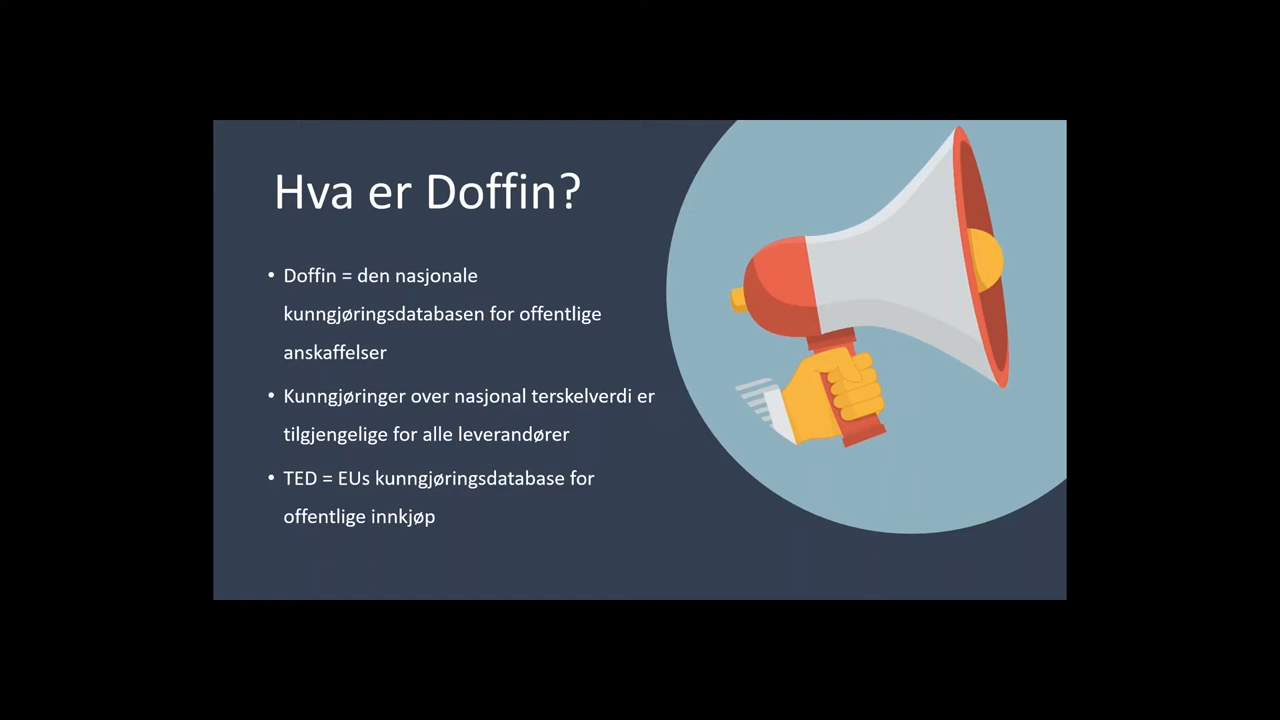 Hva er Doffin?
• Doffin = den nasjonale
kunngjøringsdatabasen for offentlige
anskaffelser
• Kunngjøringer over nasjonal terskelverdi er
tilgjengelige for alle leverandører
• TED = EUs kunngjøringsdatabase for
offentlige innkjøp